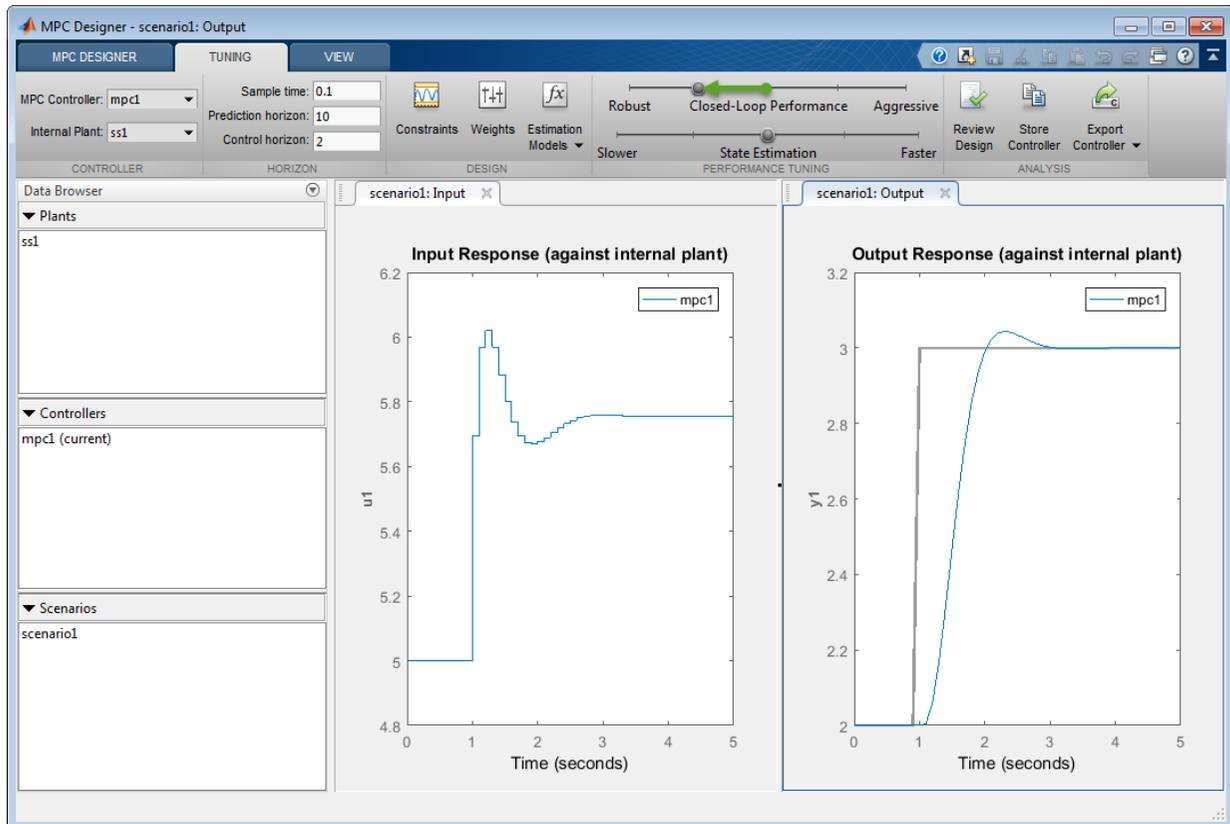 MPC Designer - scenario1: Output
MPC DESIGNER
TUNING
VIEW
MPC Controller: mpc1
Internal Plant: ss1
CONTROLLER
Sample time: 0.1
Prediction horizon: 10
Control horizon: 2
HORIZON
Constraints
Weights
Estimation
Models
DESIGN
Robust
Closed-Loop Performance
Aggressive
Slower
State Estimation
Faster
PERFORMANCE TUNING
Review
Design
Store
Controller
Export
Controller
ANALYSIS
Data Browser
Plants
ss1
Controllers
mpc1 (current)
Scenarios
scenario1
scenario1: Input
Input Response (against internal plant)
mpc1
6.2
6
5.8
5.6
5.4
5.2
5
4.8
u1
0 1 2 3 4 5
Time (seconds)
scenario1: Output
Output Response (against internal plant)
mpc1
3.2
3
2.8
2.6
2.4
2.2
2
y1
0 1 2 3 4 5
Time (seconds)